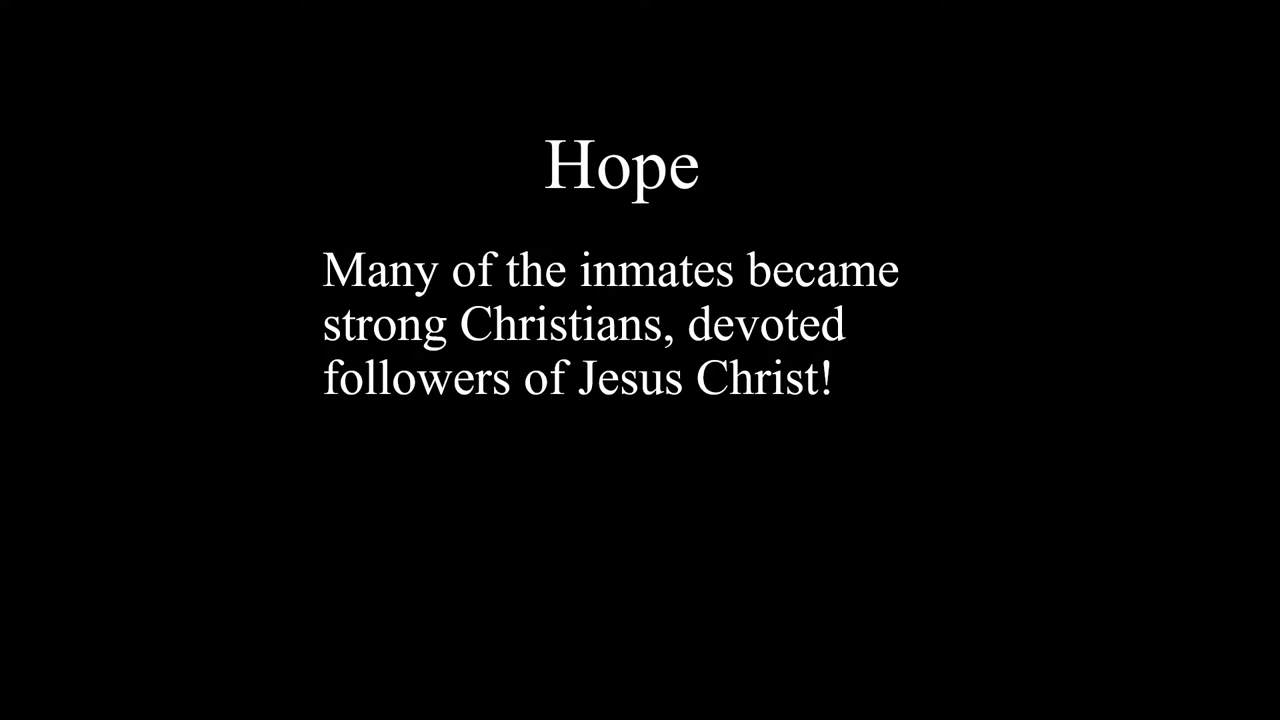 Hope
Many of the inmates became
strong Christians, devoted
followers of Jesus Christ!